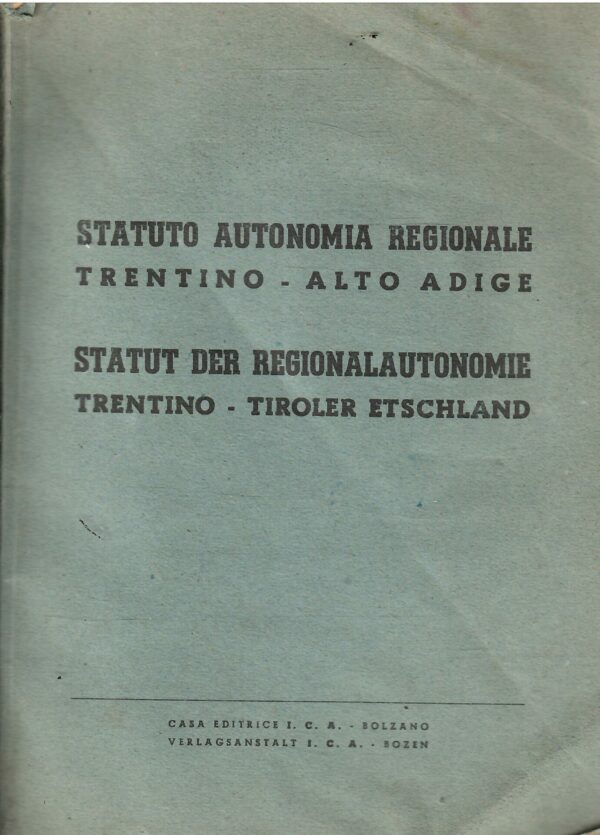 STATUTO AUTONOMIA REGIONALE
TRENTINO - ALTO ADIGE
STATUT DER REGIONALAUTONOMIE
TRENTINO - TIROLER ETSCHLAND
CASA EDITRICE I. C. A. - BOLZANO
VERLAGSANSTALT I. C. A. - BOZEN